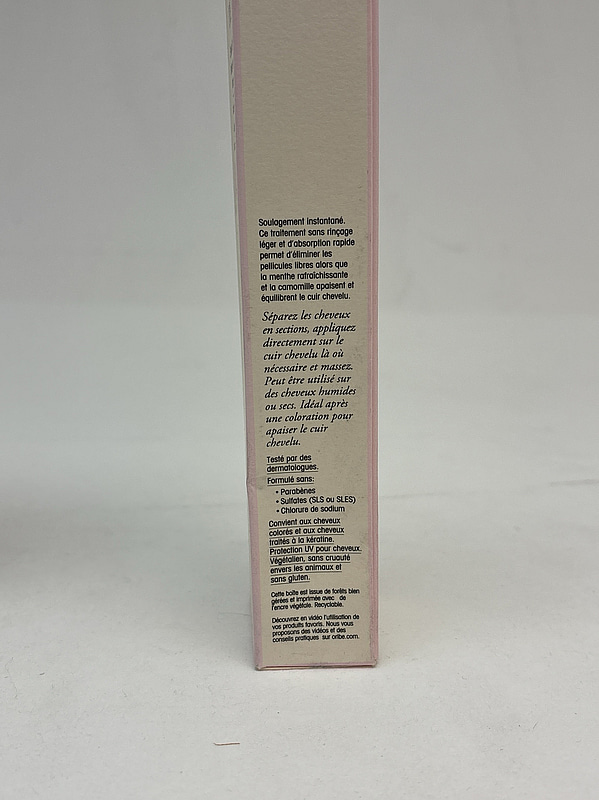 Soulagement instantané.
Ce traitement sans rinçage
léger et d'absorption rapide
permet d'éliminer les
pellicules libres alors que
la menthe rafraîchissante
et la camomille apaisent et
équilibrent le cuir chevelu.
Séparez les cheveux
en sections, appliquez
directement sur le
cuir chevelu là où
nécessaire et massez.
Peut être utilisé sur
des cheveux humides
ou secs. Idéal après
une coloration pour
apaiser le cuir
chevelu.
Testé par des
dermatologues.
Formulé sans:
• Parabènes
• Sulfates (SLS ou SLES)
• Chlorure de sodium
Convient aux cheveux
colorés et aux cheveux
traités à la kératine.
Protection UV pour cheveux.
Végétalien, sans cruauté
envers les animaux et
sans gluten.
Cette boîte est issue de forêts bien
gérées et imprimée avec de
l'encre végétale. Recyclable.
Découvrez en vidéo l'utilisation de
vos produits favoris. Nous vous
proposons des vidéos et des
conseils pratiques sur oribe.com.